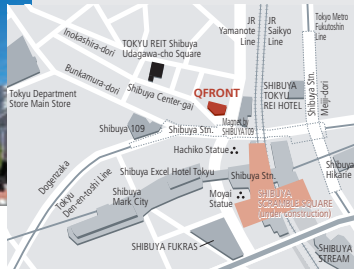 JR
Yamanote
Line
JR
Saikyo
Line
Tokyo Metro
Fukutoshin
Line
Inokashira-dori
TOKYU REIT Shibuya
Udagawa-cho Square
Bunkamura-dori
Tokyu Department
Store Main Store
Shibuya Center-gai
QFRONT
SHIBUYA
TOKYU
REI HOTEL
Shibuya Stn.
Meiji-dori
Magnet by
SHIBUYA109
Shibuya 109
Shibuya Stn.
Hachiko Statue
Dogenzaka
Tokyu
Den-en-toshi Line
Shibuya Excel Hotel Tokyu
Shibuya Stn.
Shibuya
Hikarie
Shibuya
Mark City
Moyai
Statue
SHIBUYA
SCRAMBLE SQUARE
(under construction)
SHIBUYA FUKRAS
SHIBUYA
STREAM